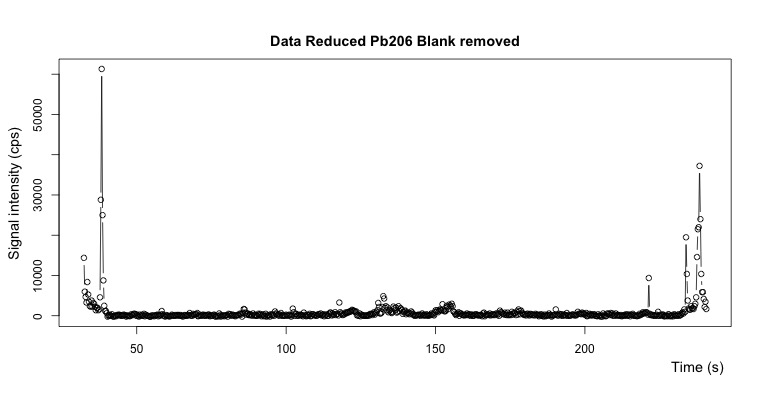 Data Reduced Pb206 Blank removed
Signal intensity (cps)
50000
30000
10000
0
50
100
150
200
Time (s)